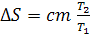 ΔS = cm T₂/T₁